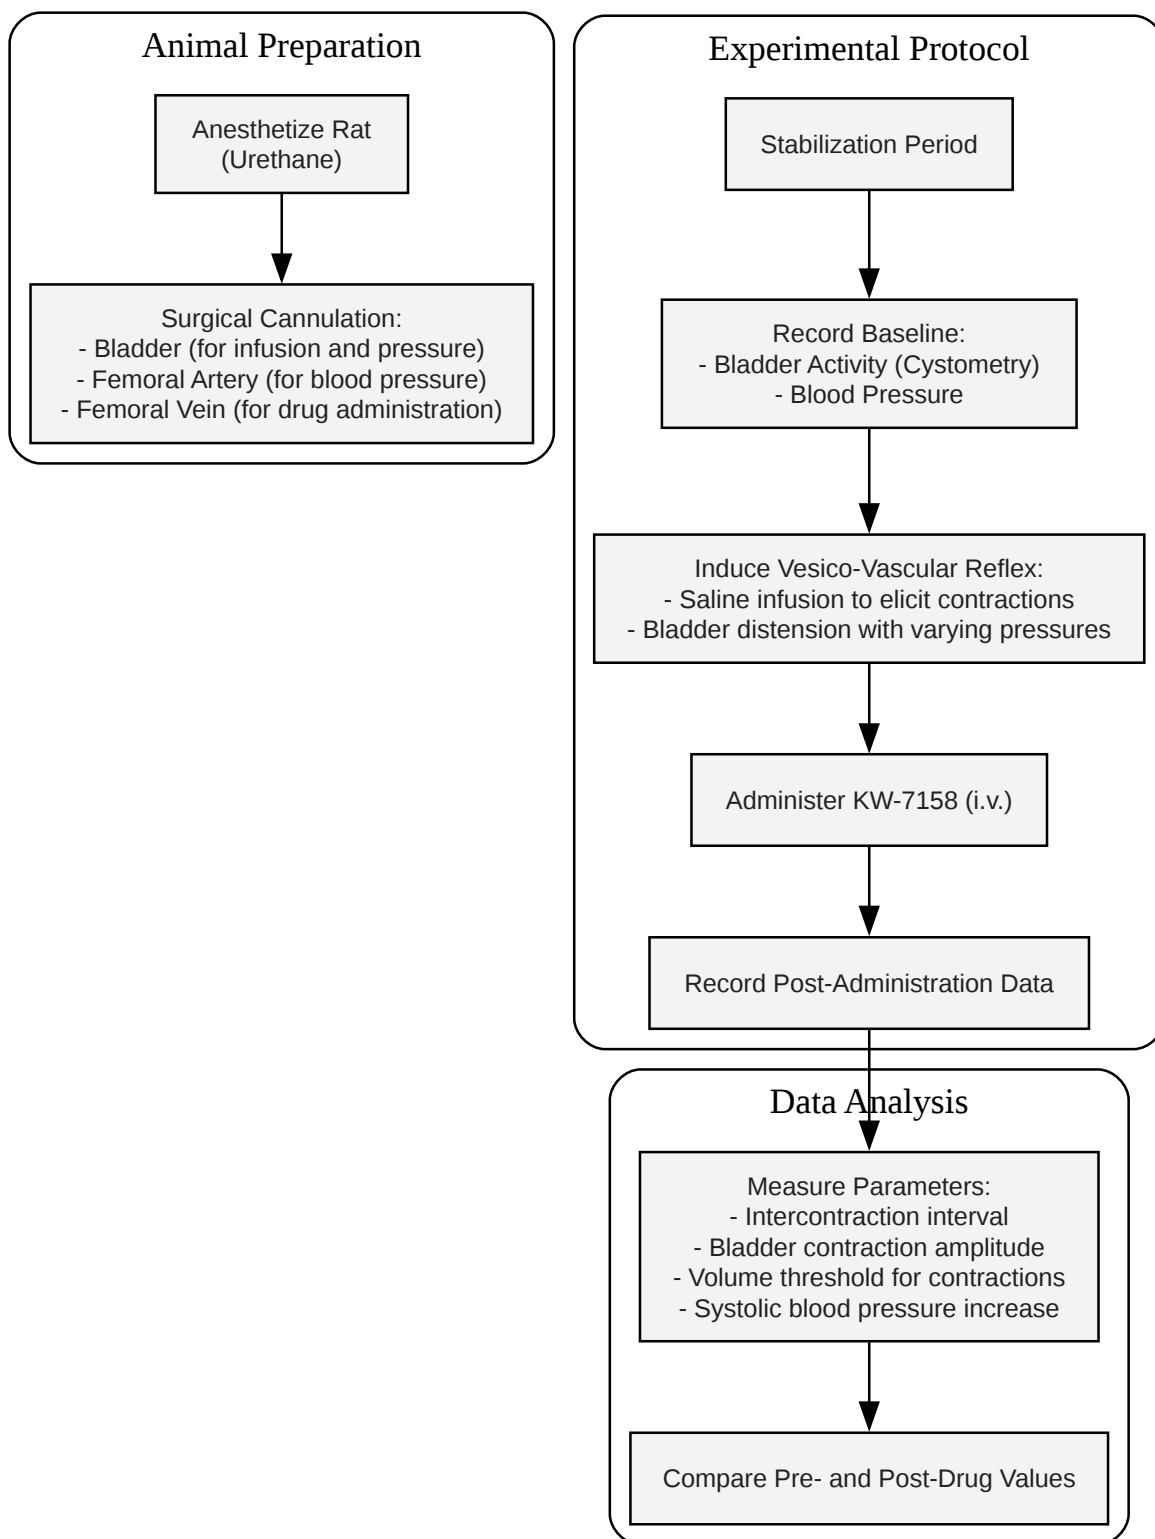 Animal Preparation
Anesthetize Rat
(Urethane)
Surgical Cannulation:
- Bladder (for infusion and pressure)
- Femoral Artery (for blood pressure)
- Femoral Vein (for drug administration)
Experimental Protocol
Stabilization Period
Record Baseline:
- Bladder Activity (Cystometry)
- Blood Pressure
Induce Vesico-Vascular Reflex:
- Saline infusion to elicit contractions
- Bladder distension with varying pressures
Administer KW-7158 (i.v.)
Record Post-Administration Data
Data Analysis
Measure Parameters:
- Intercontraction interval
- Bladder contraction amplitude
- Volume threshold for contractions
- Systolic blood pressure increase
Compare Pre- and Post-Drug Values